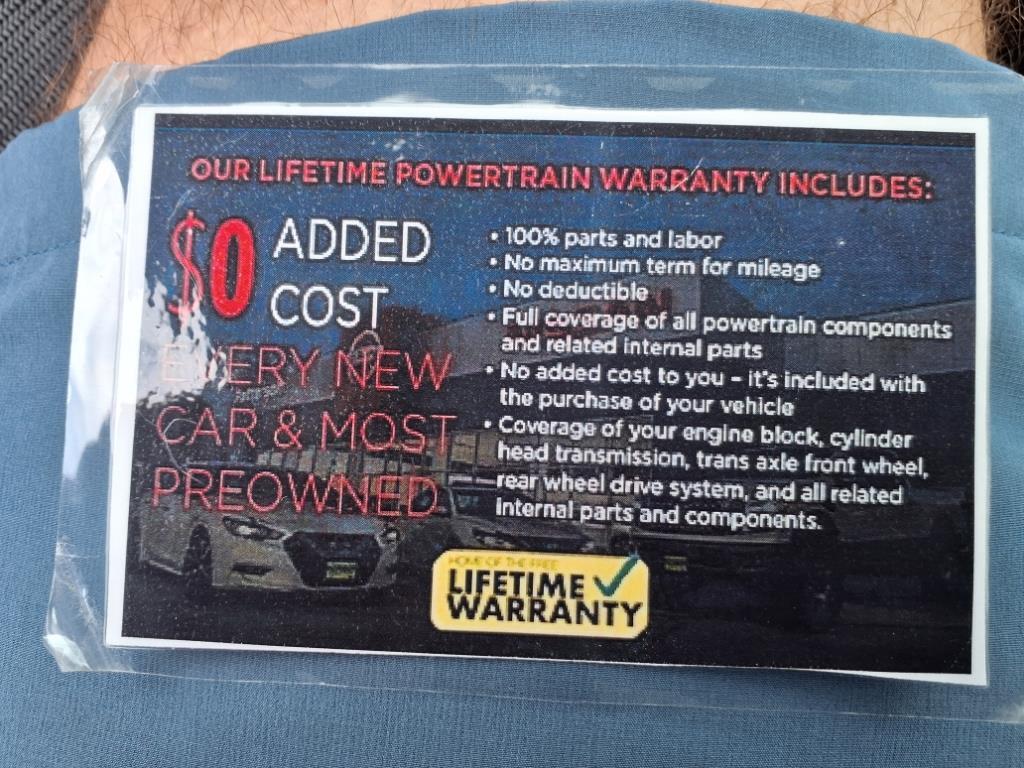 OUR LIFETIME POWERTRAIN WARRANTY INCLUDES:
$0 ADDED
COST
EVERY NEW
CAR & MOST
PREOWNED
• 100% parts and labor
• No maximum term for mileage
• No deductible
• Full coverage of all powertrain components
and related internal parts
• No added cost to you – it's included with
the purchase of your vehicle
• Coverage of your engine block, cylinder
head transmission, trans axle front wheel,
rear wheel drive system, and all related
internal parts and components.
HOME OF THE FREE
LIFETIME
WARRANTY